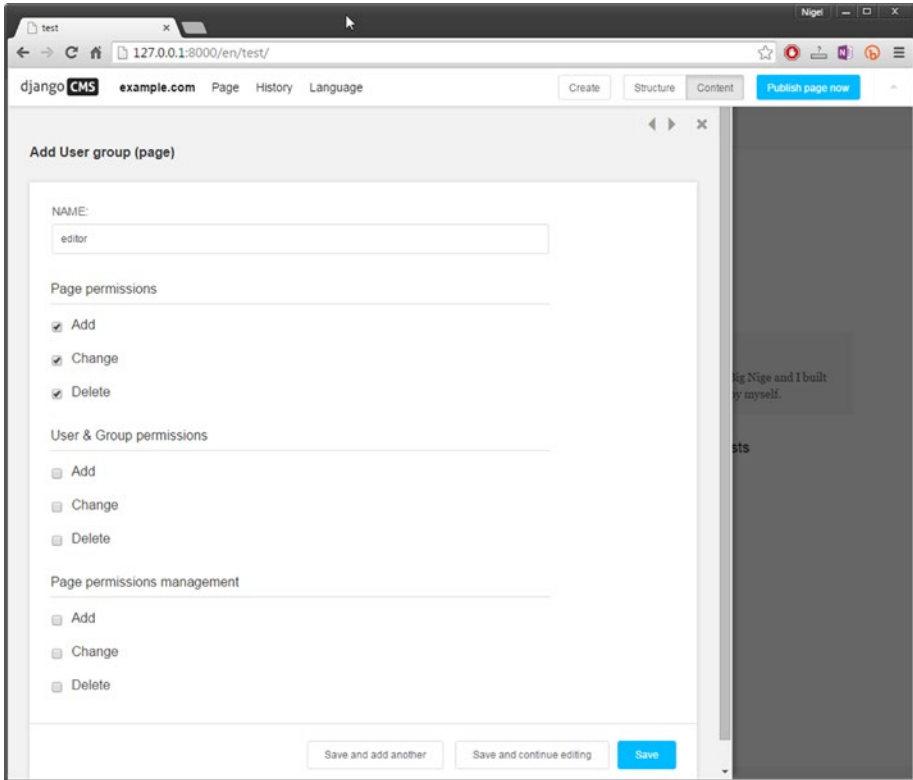 Nigel
test
127.0.0.1:8000/en/test/
django CMS example.com Page History Language Create Structure Content Publish page now
Add User group (page)
NAME:
editor
Page permissions
Add
Change
Delete
User & Group permissions
Add
Change
Delete
Page permissions management
Add
Change
Delete
Save and add another Save and continue editing Save
Big Nige and I built
by myself.
sts